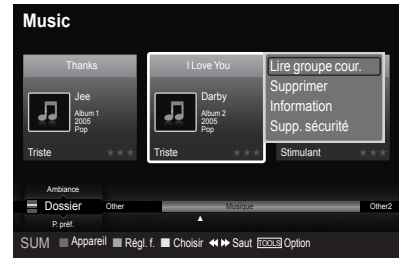 Music
Thanks
Jee
Album 1
2005
Pop
Triste
I Love You
Darby
Album 2
2005
Pop
Triste
Lire groupe cour.
Supprimer
Information
Supp. sécurité
Stimulant
Ambiance
Dossier Other Musique Other2
P. préf.
SUM Appareil Régl. f. Choisir Saut TOOLS Option